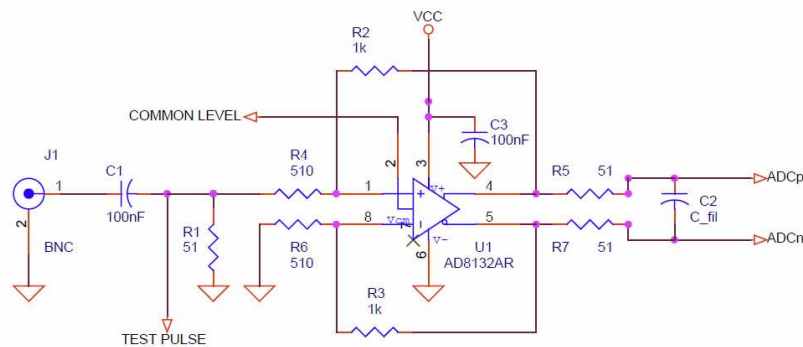 VCC
R2
1k
COMMON LEVEL
C3
100nF
J1
C1
100nF
1
2
BNC
R4
510
R1
51
R6
510
TEST PULSE
2
3
1
8
V+
Vcm
V-
6
4
5
U1
AD8132AR
R3
1k
R5 51
R7 51
C2
C_fil
ADCp
ADCn